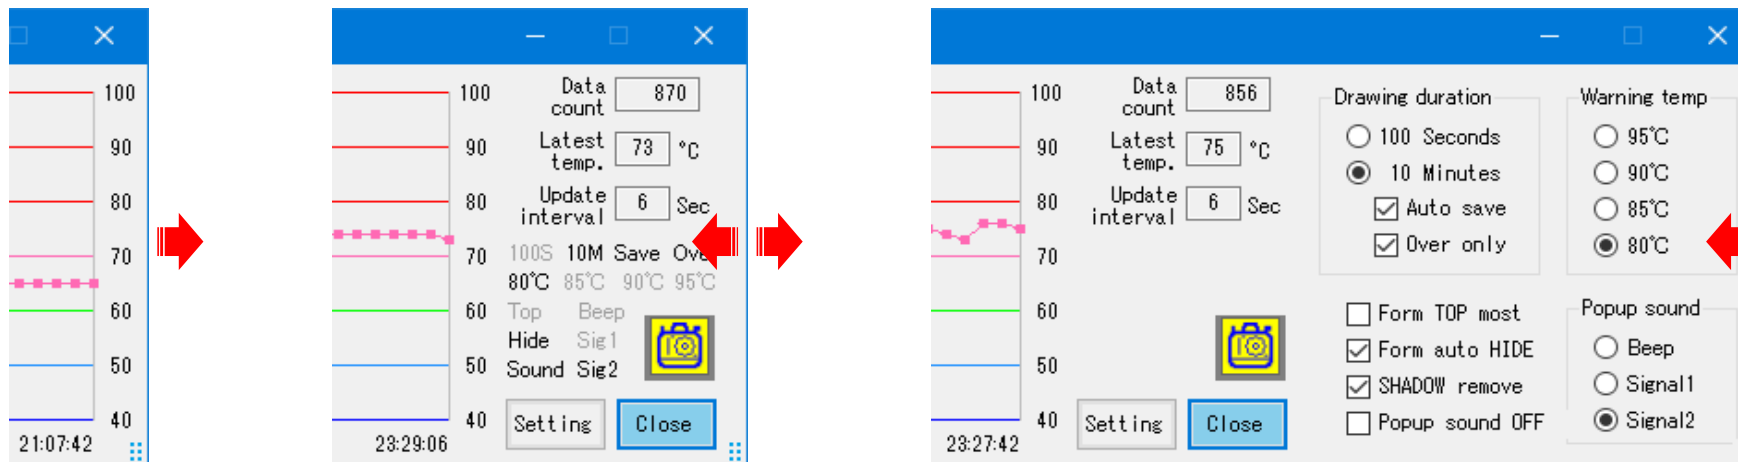 100
90
80
70
60
50
40
21:07:42
100
90
80
70
60
50
40
23:29:06
Data count 870
Latest temp. 73 °C
Update interval 6 Sec
100S 10M Save Over
80℃ 85℃ 90℃ 95℃
Top Beep
Hide Sig1
Sound Sig2
Setting Close
100
90
80
70
60
50
40
23:27:42
Data count 856
Latest temp. 75 °C
Update interval 6 Sec
Setting Close
Drawing duration
100 Seconds
10 Minutes
Auto save
Over only
Form TOP most
Form auto HIDE
SHADOW remove
Popup sound OFF
Warning temp
95℃
90℃
85℃
80℃
Popup sound
Beep
Signal1
Signal2